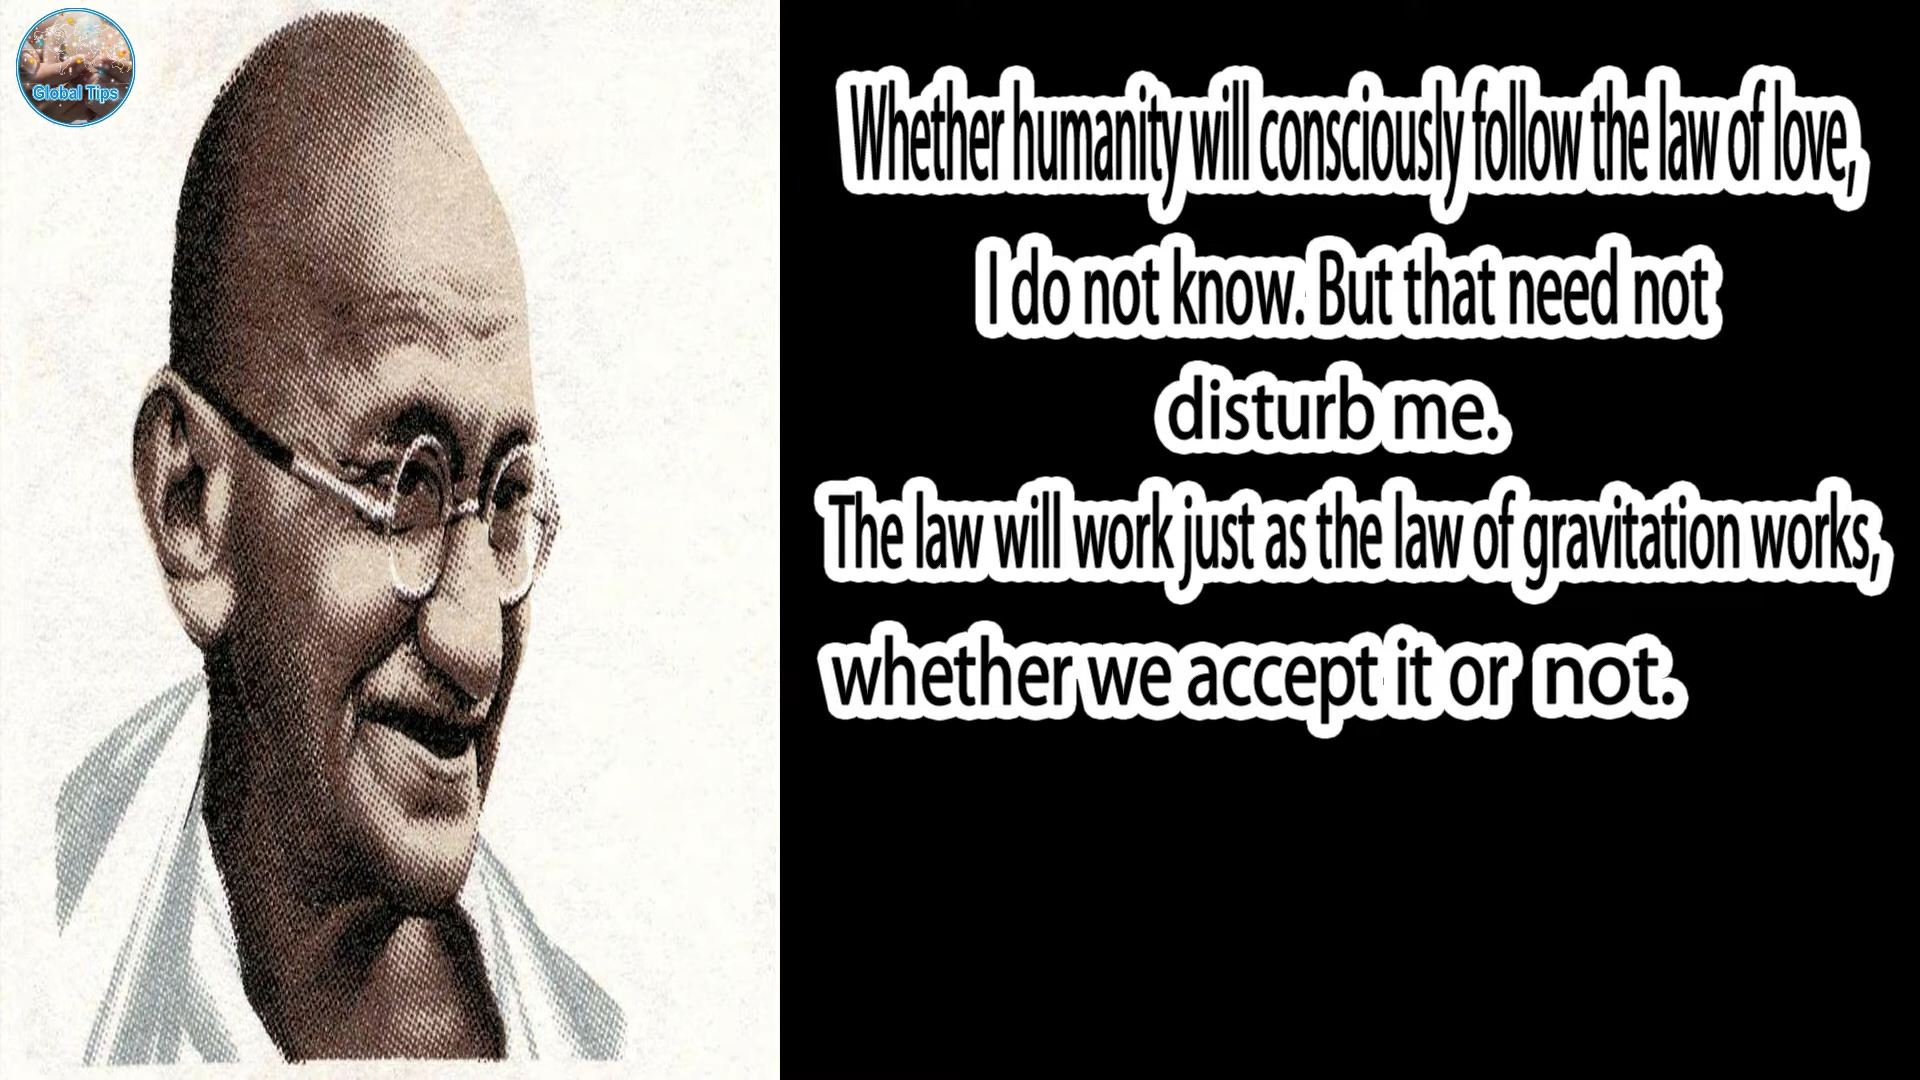 Global Tips
Whether humanity will consciously follow the law of love,
I do not know. But that need not
disturb me.
The law will work just as the law of gravitation works,
whether we accept it or not.